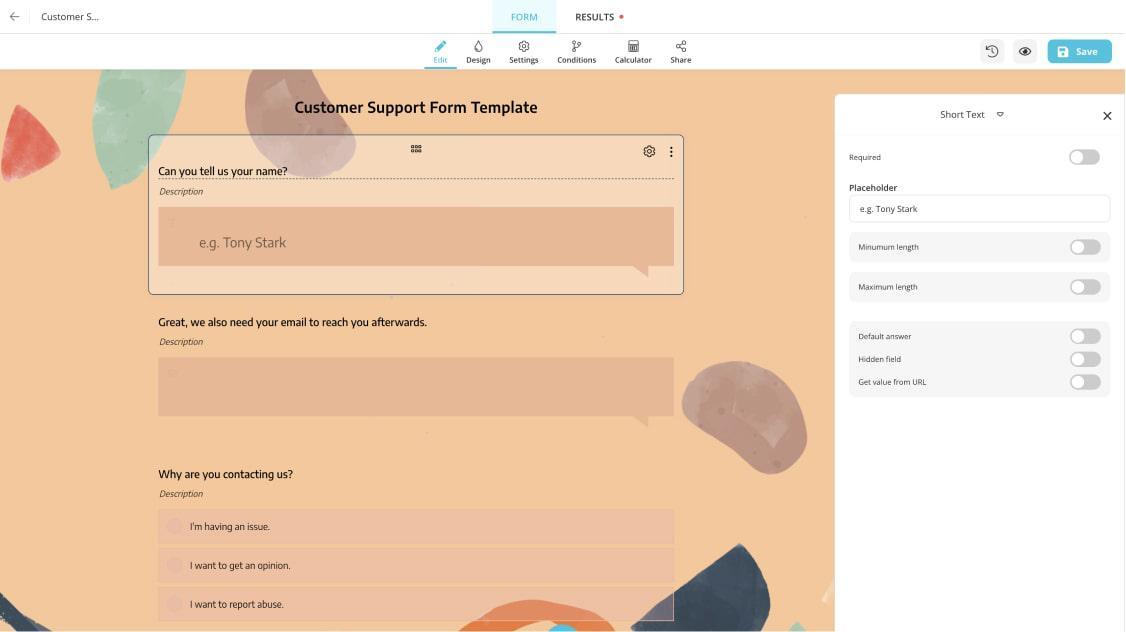 Customer S...
FORM
RESULTS
Edit
Design
Settings
Conditions
Calculator
Share
Save
Customer Support Form Template
Can you tell us your name?
Description
e.g. Tony Stark
Great, we also need your email to reach you afterwards.
Description
Why are you contacting us?
Description
I'm having an issue.
I want to get an opinion.
I want to report abuse.
Short Text
Required
Placeholder
e.g. Tony Stark
Minumum length
Maximum length
Default answer
Hidden field
Get value from URL